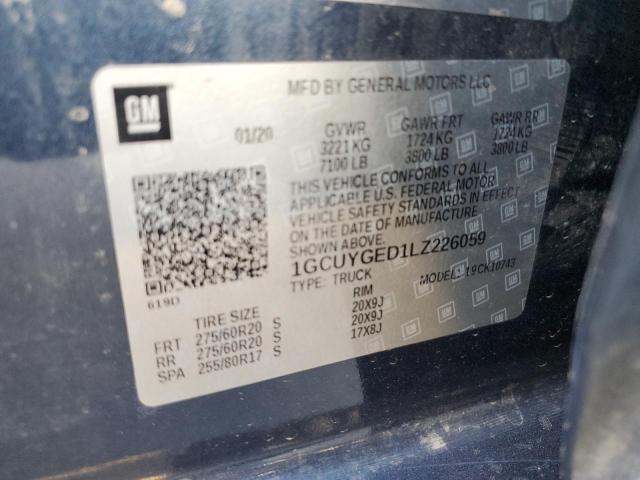 GM
MFD BY GENERAL MOTORS LLC
01/20 GVWR GAWR FRT GAWR RR
3221 KG 1724 KG 1724 KG
7100 LB 3800 LB 3800 LB
THIS VEHICLE CONFORMS TO ALL
APPLICABLE U.S. FEDERAL MOTOR
VEHICLE SAFETY STANDARDS IN EFFECT
ON THE DATE OF MANUFACTURE
SHOWN ABOVE.
1GCUYGED1LZ226059
TYPE: TRUCK MODEL: 19CK10743
619D
TIRE SIZE RIM
FRT 275/60R20 S 20X9J
RR 275/60R20 S 20X9J
SPA 255/80R17 S 17X8J